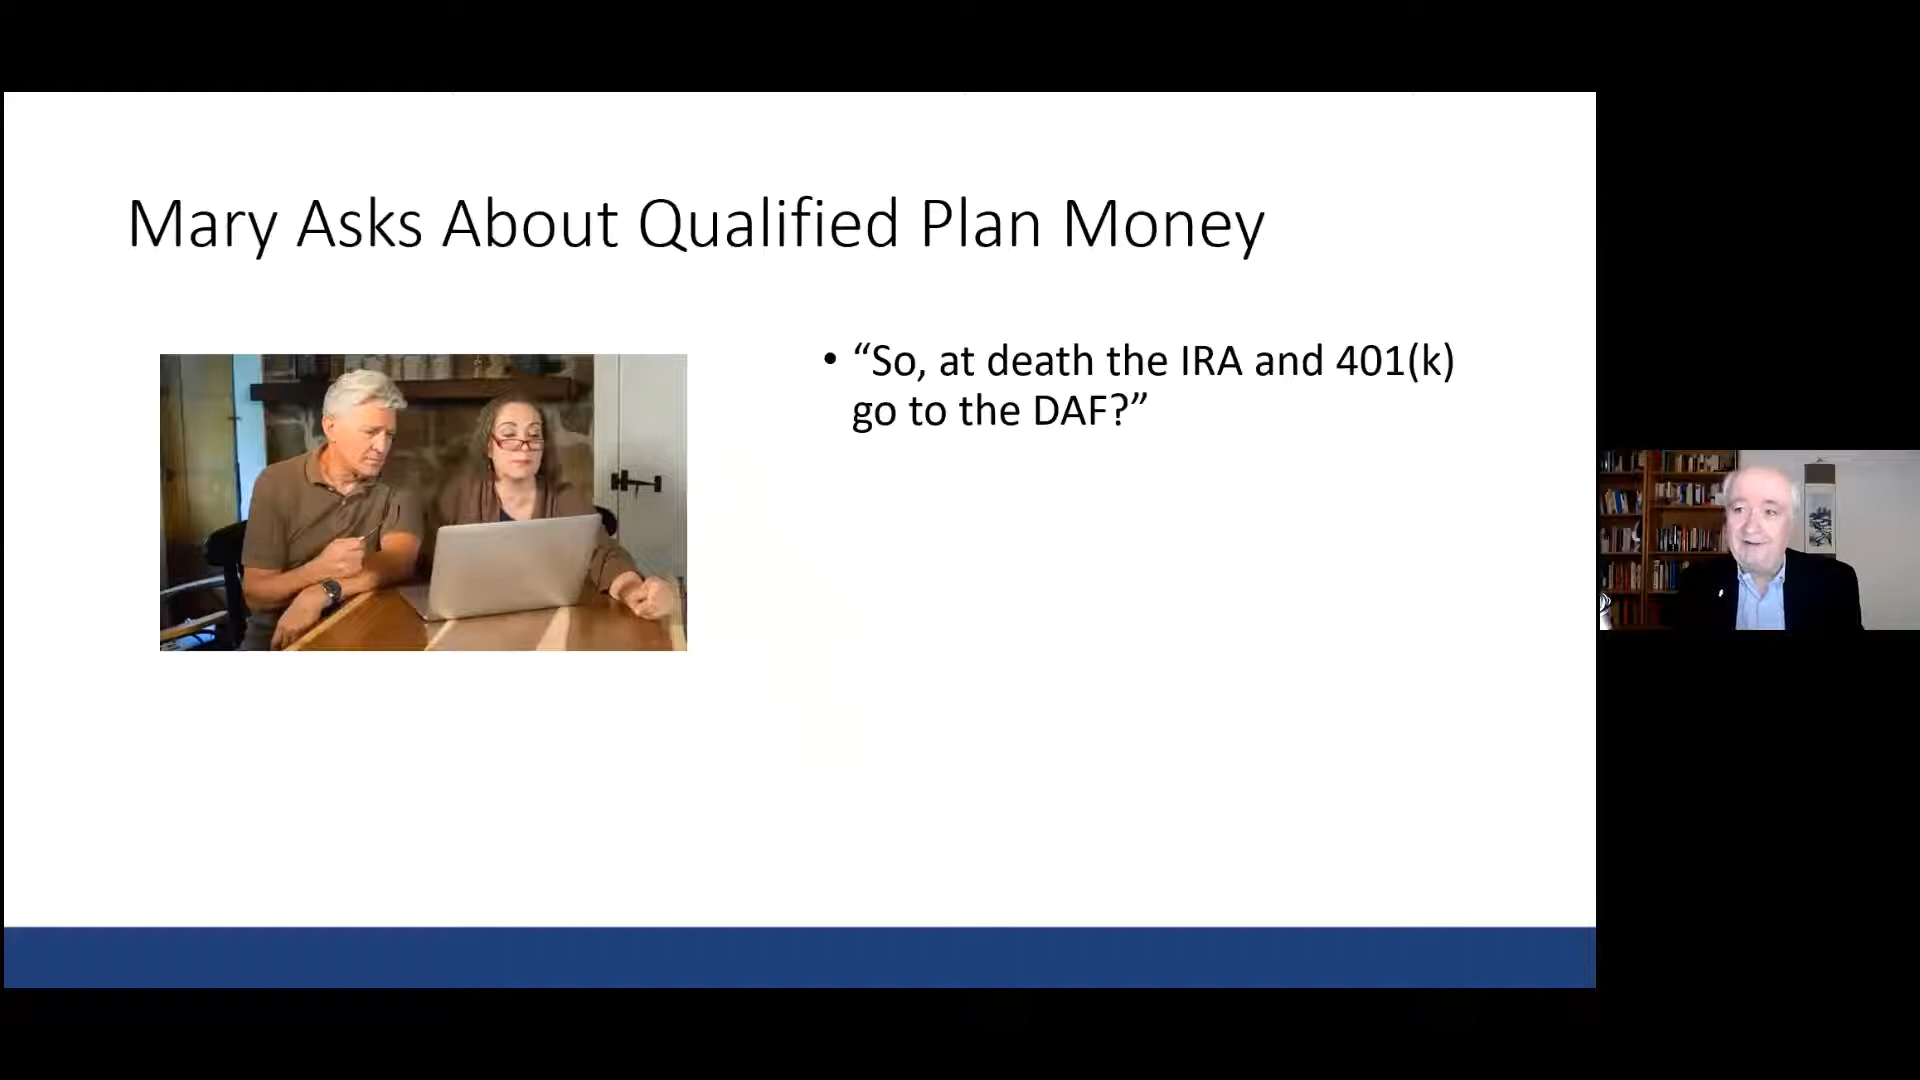 Mary Asks About Qualified Plan Money
• “So, at death the IRA and 401(k)
go to the DAF?”